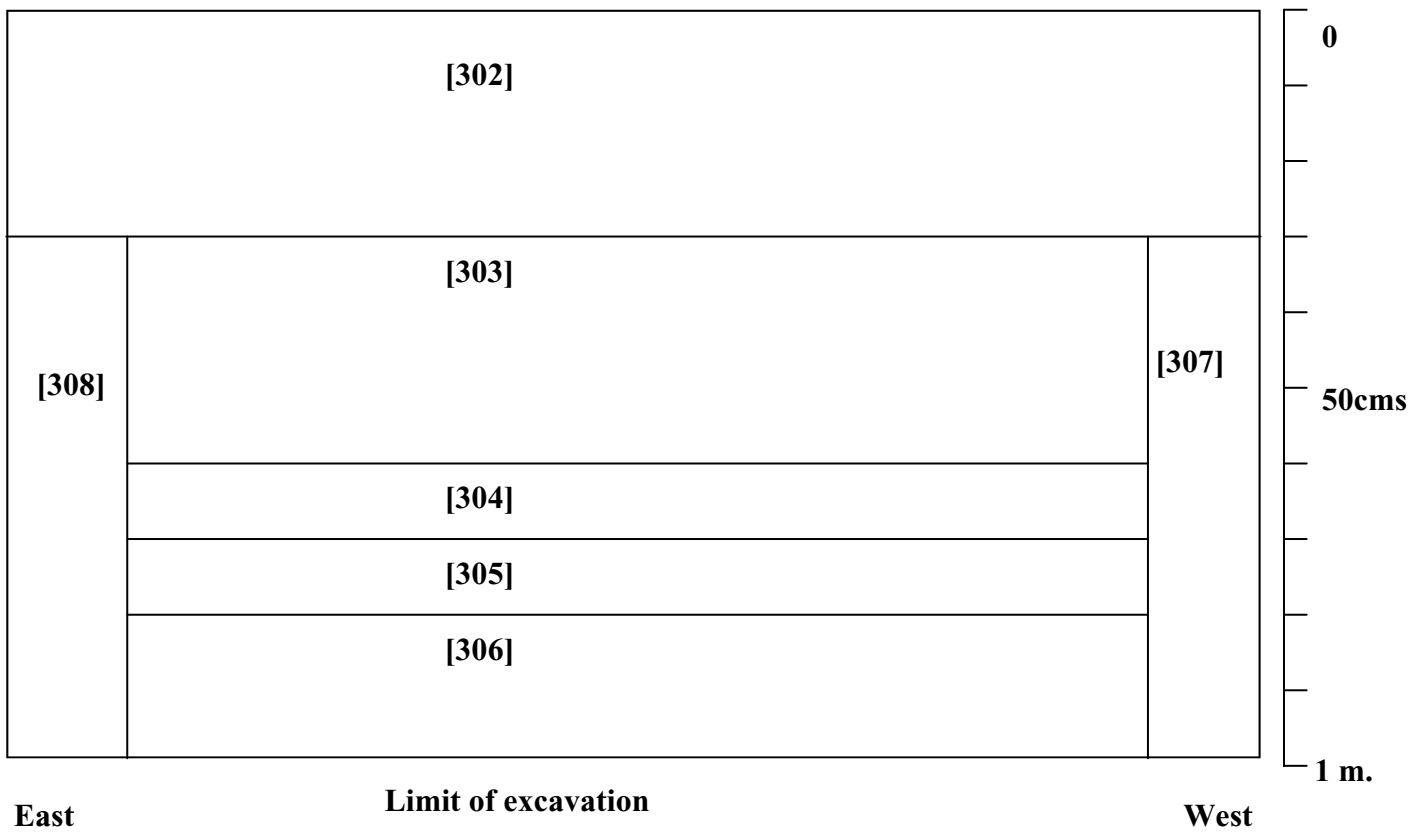 0
[302]
[303]
[307]
[308]
50cms
[304]
[305]
[306]
1 m.
Limit of excavation
East
West